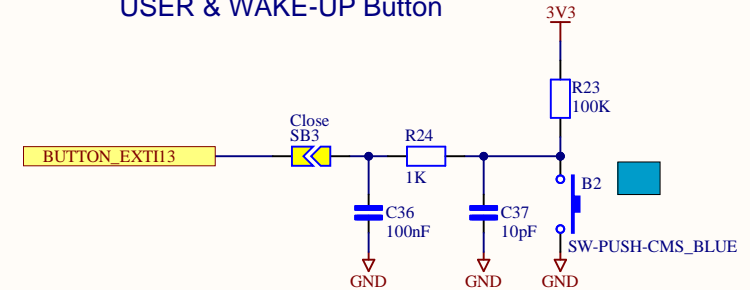 USER & WAKE-UP Button
3V3
R23
100K
Close
SB3
R24
BUTTON_EXTI13
1K
B2
C36
100nF
C37
10pF
SW-PUSH-CMS_BLUE
GND
GND
GND